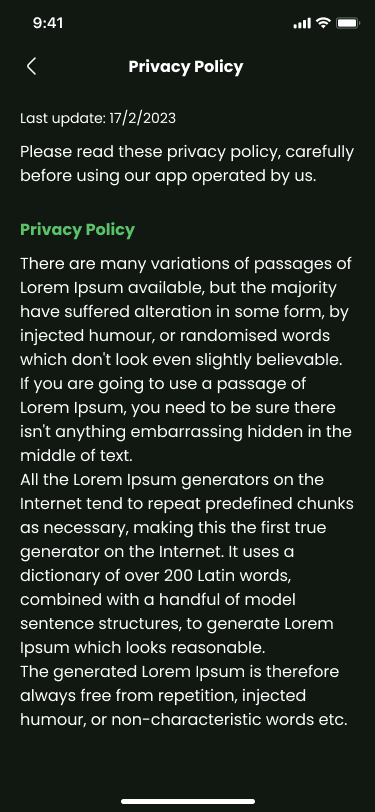 9:41
Privacy Policy
Last update: 17/2/2023
Please read these privacy policy, carefully
before using our app operated by us.
Privacy Policy
There are many variations of passages of
Lorem Ipsum available, but the majority
have suffered alteration in some form, by
injected humour, or randomised words
which don't look even slightly believable.
If you are going to use a passage of
Lorem Ipsum, you need to be sure there
isn't anything embarrassing hidden in the
middle of text.
All the Lorem Ipsum generators on the
Internet tend to repeat predefined chunks
as necessary, making this the first true
generator on the Internet. It uses a
dictionary of over 200 Latin words,
combined with a handful of model
sentence structures, to generate Lorem
Ipsum which looks reasonable.
The generated Lorem Ipsum is therefore
always free from repetition, injected
humour, or non-characteristic words etc.